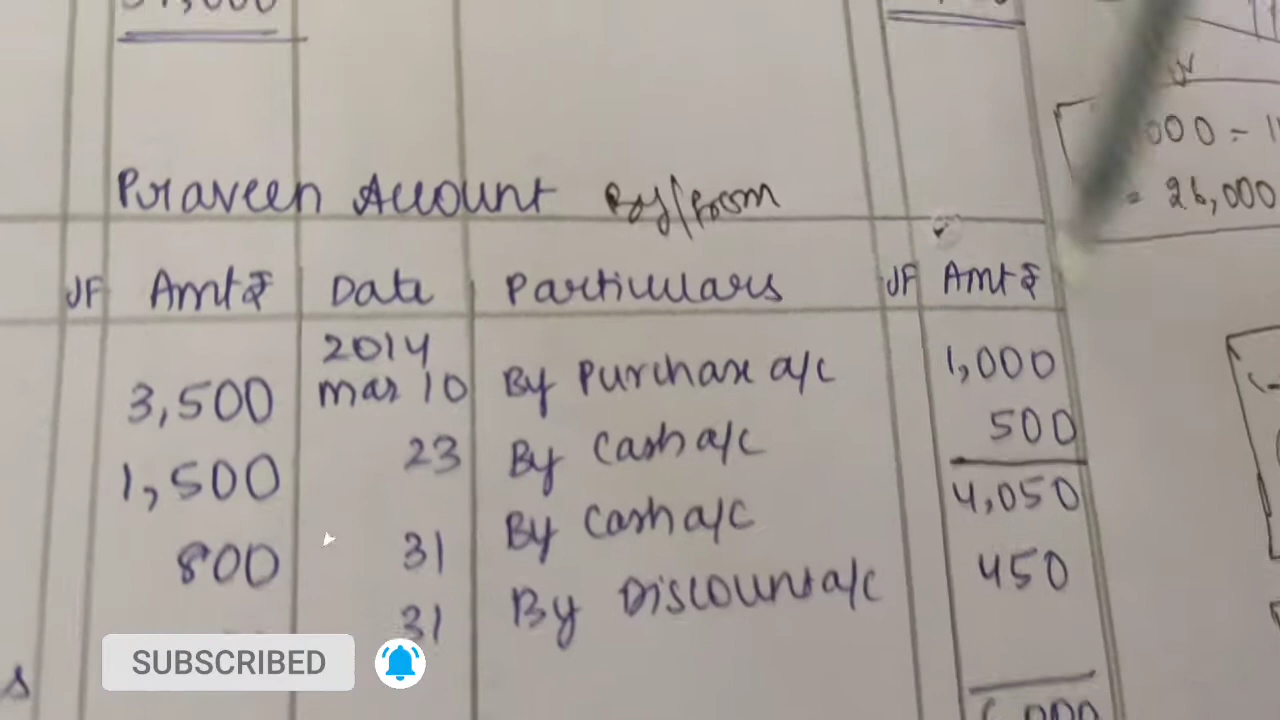 Praveen Account
JF Amt₹ Date Particulars JF Amt₹
2014
3,500 mar 10 By Purchase a/c 1,000
1,500 23 By Cash a/c 500
800 31 By Cash a/c 4,050
31 By Discount a/c 450
000 =
= 26,000
SUBSCRIBED